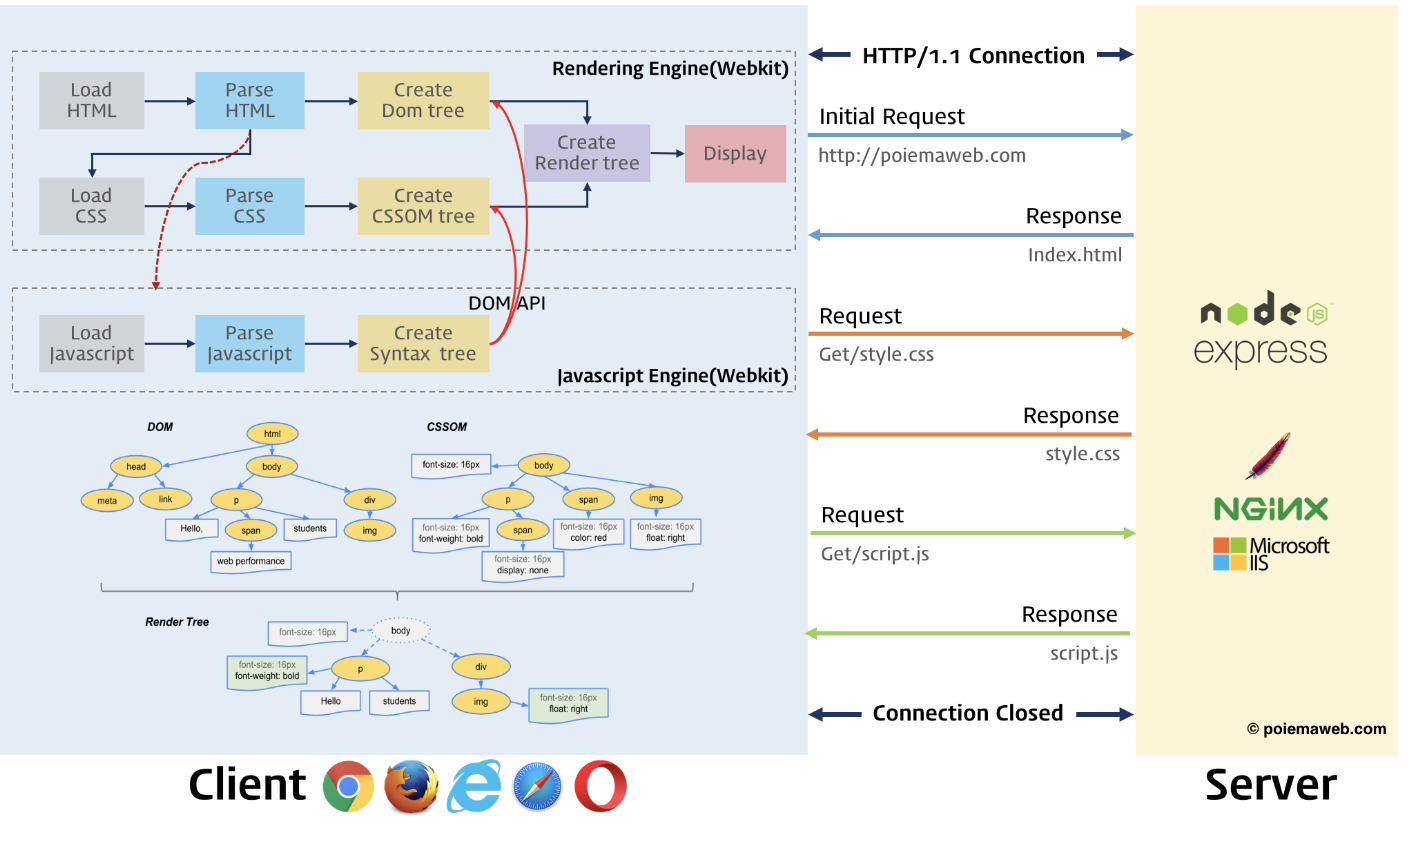 Rendering Engine(Webkit)
Load
HTML
Parse
HTML
Create
Dom tree
Create
Render tree
Display
Load
CSS
Parse
CSS
Create
CSSOM tree
DOM API
Load
Javascript
Parse
Javascript
Create
Syntax tree
Javascript Engine(Webkit)
DOM
html
head
body
meta
link
p
div
Hello,
span
students
img
web performance
CSSOM
font-size: 16px
body
p
span
img
font-size: 16px
font-weight: bold
span
font-size: 16px
color: red
font-size: 16px
float: right
font-size: 16px
display: none
Render Tree
font-size: 16px
body
font-size: 16px
font-weight: bold
p
div
Hello
students
img
font-size: 16px
float: right
HTTP/1.1 Connection
Initial Request
http://poiemaweb.com
Response
Index.html
Request
Get/style.css
Response
style.css
Request
Get/script.js
Response
script.js
Connection Closed
node
JS
express
NGINX
Microsoft
IIS
© poiemaweb.com
Client
Server